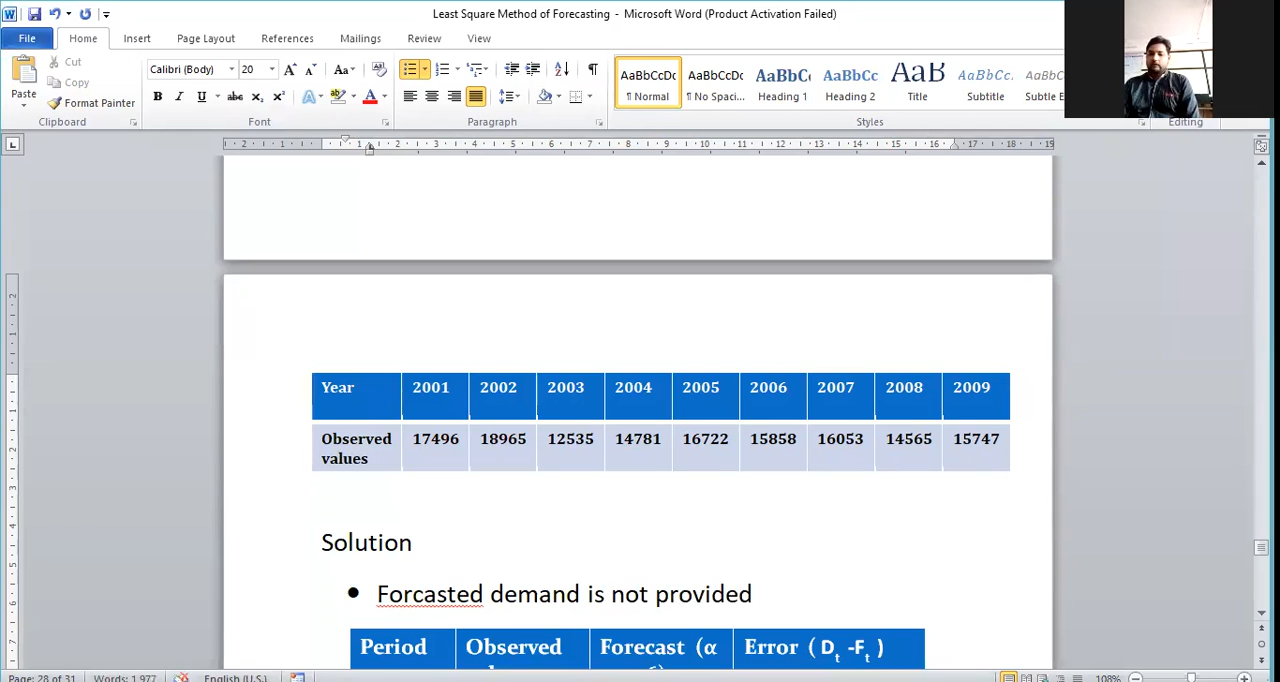 Least Square Method of Forecasting - Microsoft Word (Product Activation Failed)
File Home Insert Page Layout References Mailings Review View
Cut
Copy
Paste
Format Painter
Calibri (Body) 20
AaBbCcDc AaBbCcDc AaBbC AaBbCc AaB AaBbCc. AaBbCc
¶ Normal ¶ No Spaci... Heading 1 Heading 2 Title Subtitle Subtle E
Clipboard Font Paragraph Styles Editing
Year 2001 2002 2003 2004 2005 2006 2007 2008 2009
Observed 17496 18965 12535 14781 16722 15858 16053 14565 15747
values
Solution
• Forcasted demand is not provided
Period Observed Forecast (α Error ( Dt -Ft )
Page: 28 of 31 Words: 1,977 English (U.S.) 108%